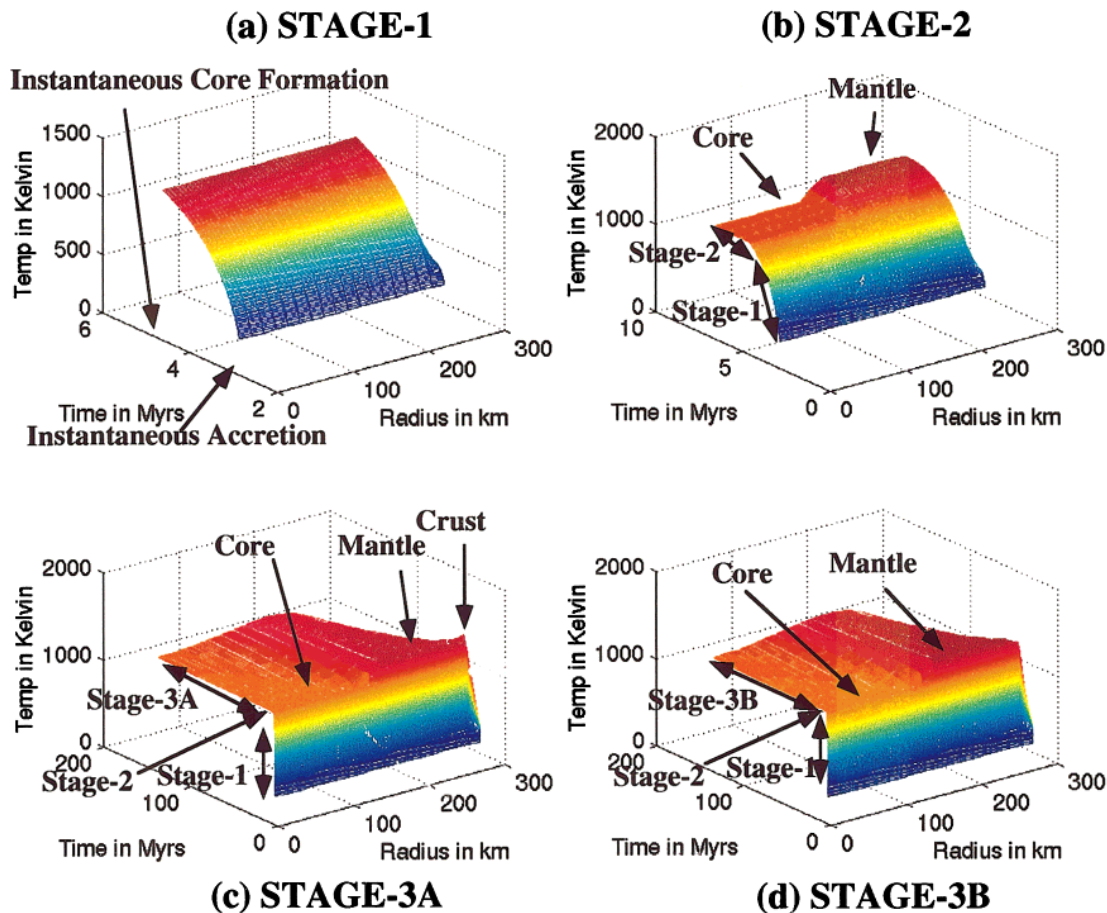 (a) STAGE-1
Instantaneous Core Formation
1500
1000
500
0
Temp in Kelvin
6
4
2
Time in Myrs
0
100
200
300
Radius in km
Instantaneous Accretion
(b) STAGE-2
Mantle
Core
2000
1000
0
Temp in Kelvin
Stage-2
Stage-1
10
5
0
Time in Myrs
0
100
200
300
Radius in km
Crust
Core
Mantle
2000
1000
0
Temp in Kelvin
Stage-3A
Stage-2
Stage-1
200
100
0
Time in Myrs
0
100
200
300
Radius in km
(c) STAGE-3A
Mantle
Core
2000
1000
0
Temp in Kelvin
Stage-3B
Stage-2
Stage-1
200
100
0
Time in Myrs
0
100
200
300
Radius in km
(d) STAGE-3B